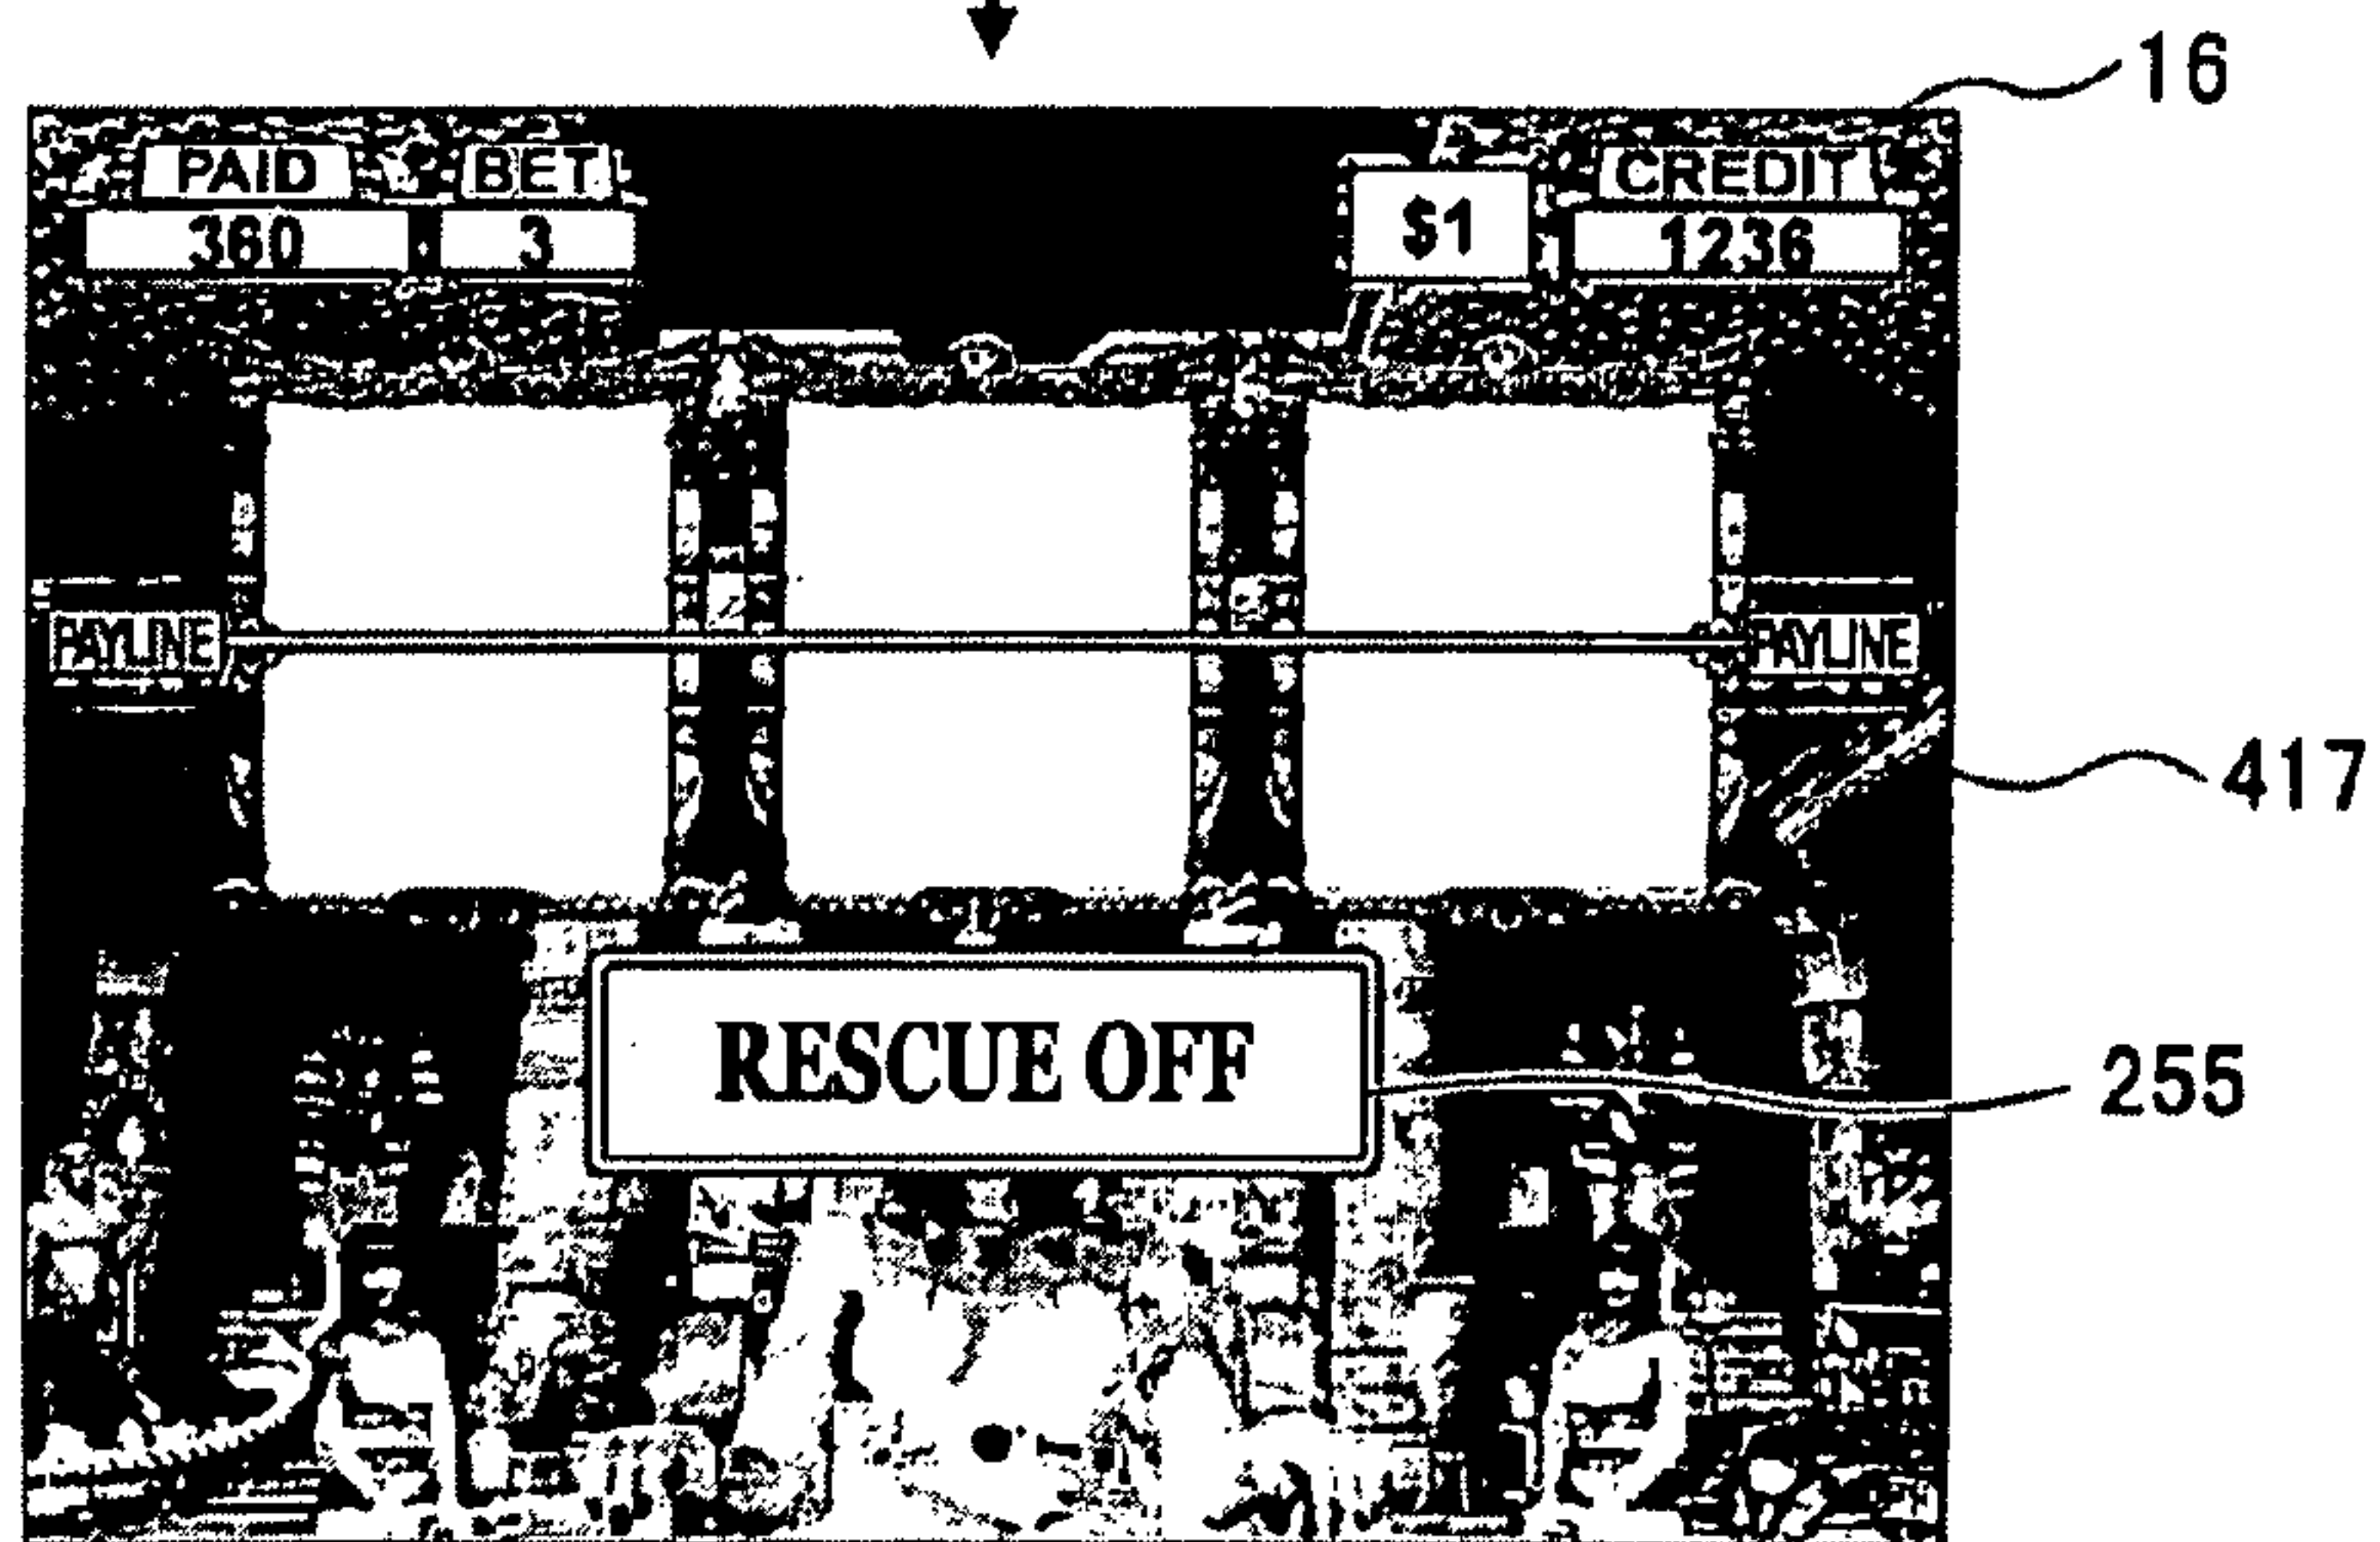 16
PAID BET CREDIT
360 3 $1 1236
PAYLINE PAYLINE
417
RESCUE OFF
255